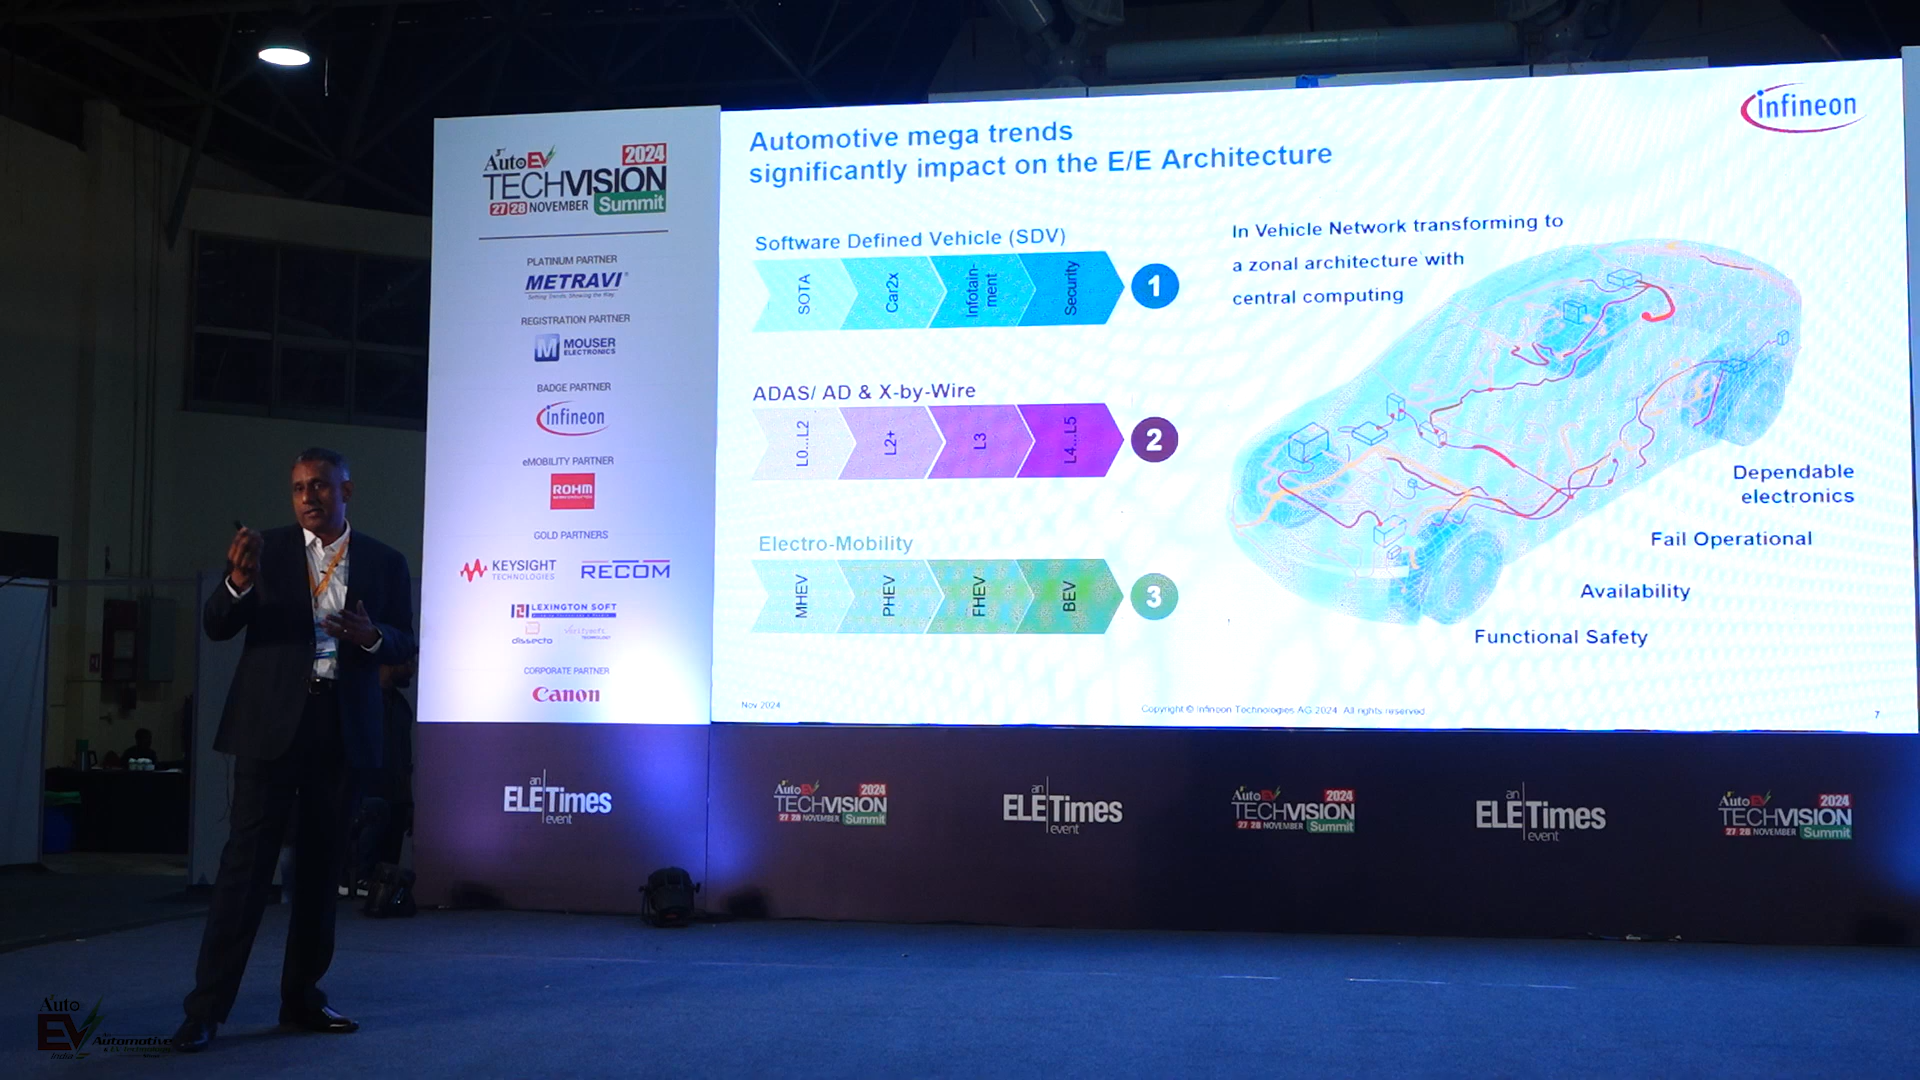 Auto EV
2024
TECHVISION
27 28 NOVEMBER Summit
PLATINUM PARTNER
METRAVI
Setting Trends, Showing the Way
REGISTRATION PARTNER
M MOUSER
ELECTRONICS
BADGE PARTNER
infineon
eMOBILITY PARTNER
ROHM
SEMICONDUCTOR
GOLD PARTNERS
KEYSIGHT
TECHNOLOGIES
RECOM
LEXINGTON SOFT
dissecto
CORPORATE PARTNER
Canon
infineon
Automotive mega trends
significantly impact on the E/E Architecture
Software Defined Vehicle (SDV)
SOTA
Car2x
Infotain-
ment
Security
1
In Vehicle Network transforming to
a zonal architecture with
central computing
ADAS/ AD & X-by-Wire
L0...L2
L2+
L3
L4...L5
2
Electro-Mobility
MHEV
PHEV
FHEV
BEV
3
Dependable
electronics
Fail Operational
Availability
Functional Safety
Nov 2024
Copyright © Infineon Technologies AG 2024. All rights reserved.
7
an
ELETimes
event
Auto EV 2024
TECHVISION
27 28 NOVEMBER Summit
an
ELETimes
event
Auto EV 2024
TECHVISION
27 28 NOVEMBER Summit
an
ELETimes
event
Auto EV 2024
TECHVISION
27 28 NOVEMBER Summit
Auto
EV
India
Automotive